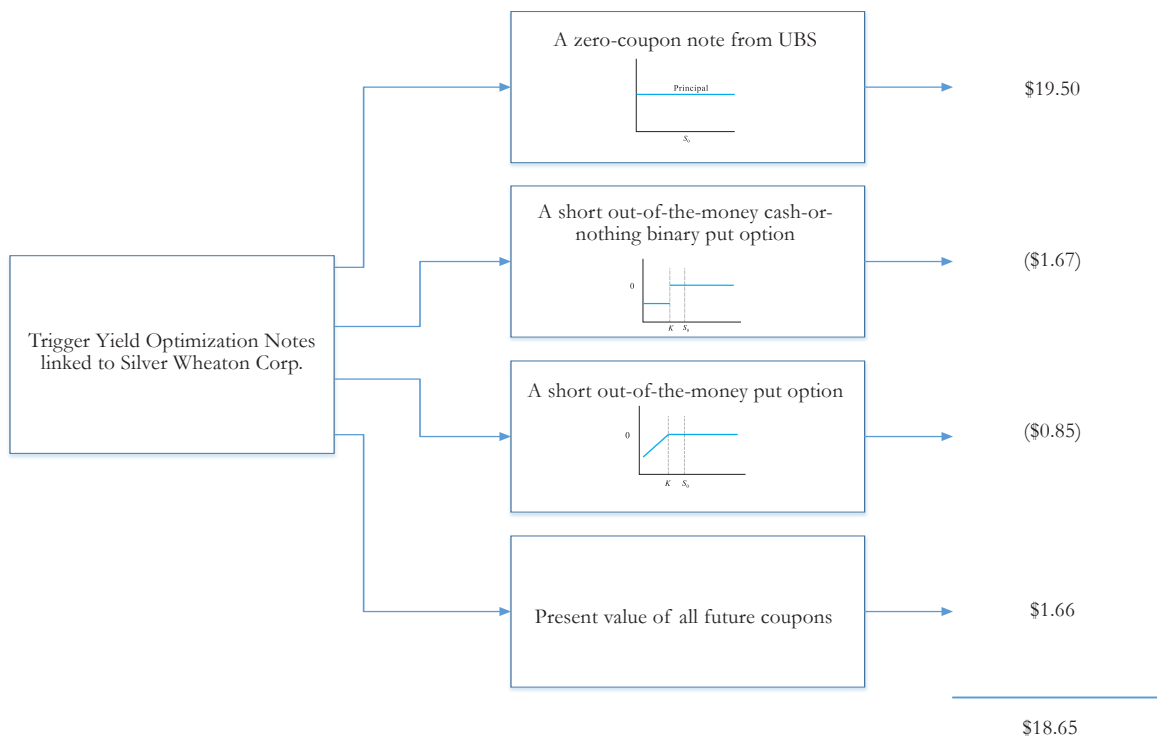 A zero-coupon note from UBS
Principal
S0
$19.50
A short out-of-the-money cash-or-
nothing binary put option
0
K S0
($1.67)
Trigger Yield Optimization Notes
linked to Silver Wheaton Corp.
A short out-of-the-money put option
0
K S0
($0.85)
Present value of all future coupons
$1.66
$18.65